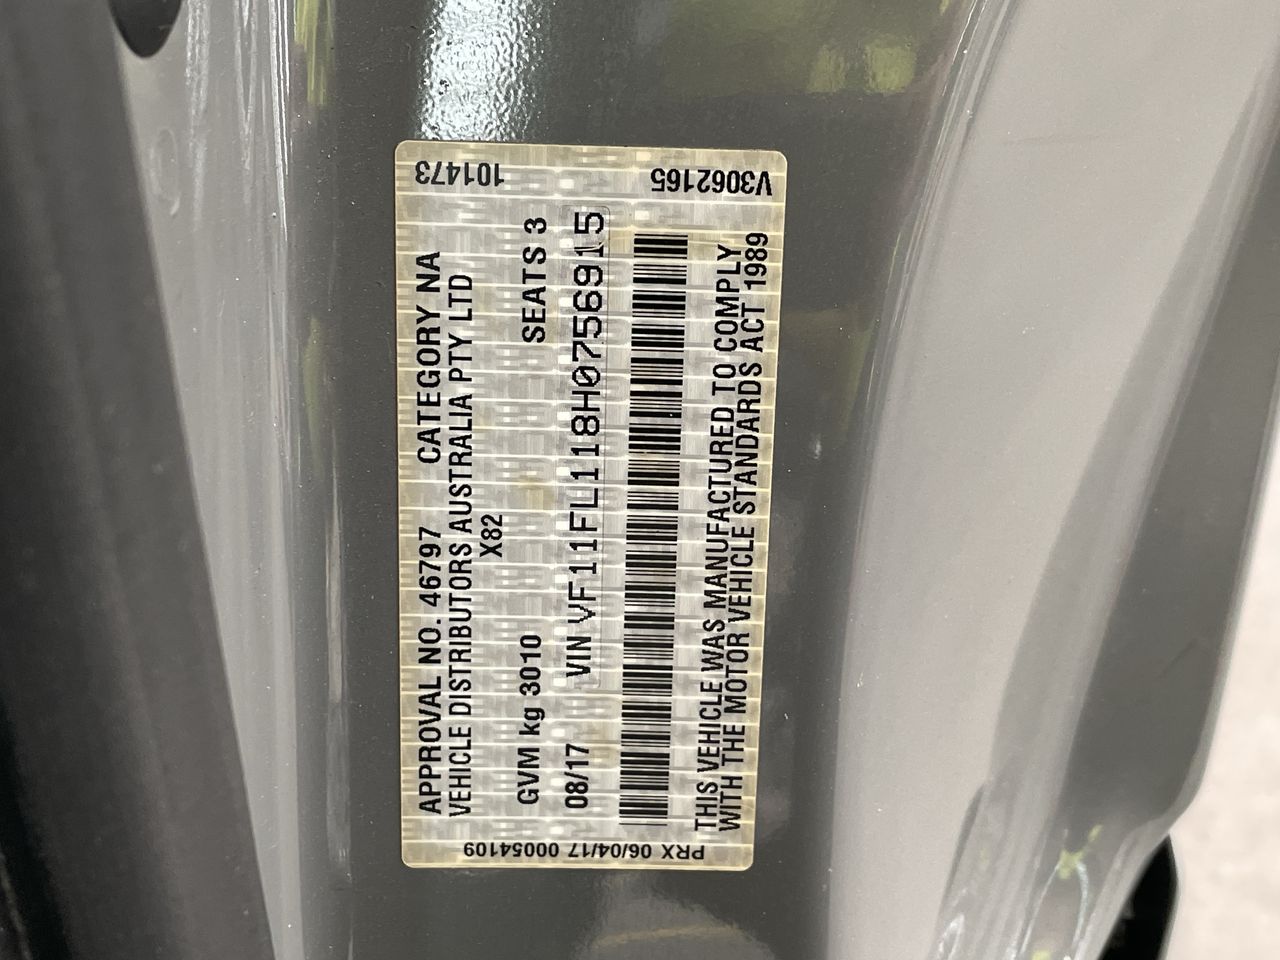 APPROVAL NO. 46797 CATEGORY NA
VEHICLE DISTRIBUTORS AUSTRALIA PTY LTD
X82
GVM kg 3010 SEATS 3
08/17 VIN VF11FL118H0756915
THIS VEHICLE WAS MANUFACTURED TO COMPLY
WITH THE MOTOR VEHICLE STANDARDS ACT 1989
101473
V3062165
PRX 06/04/17 00054109